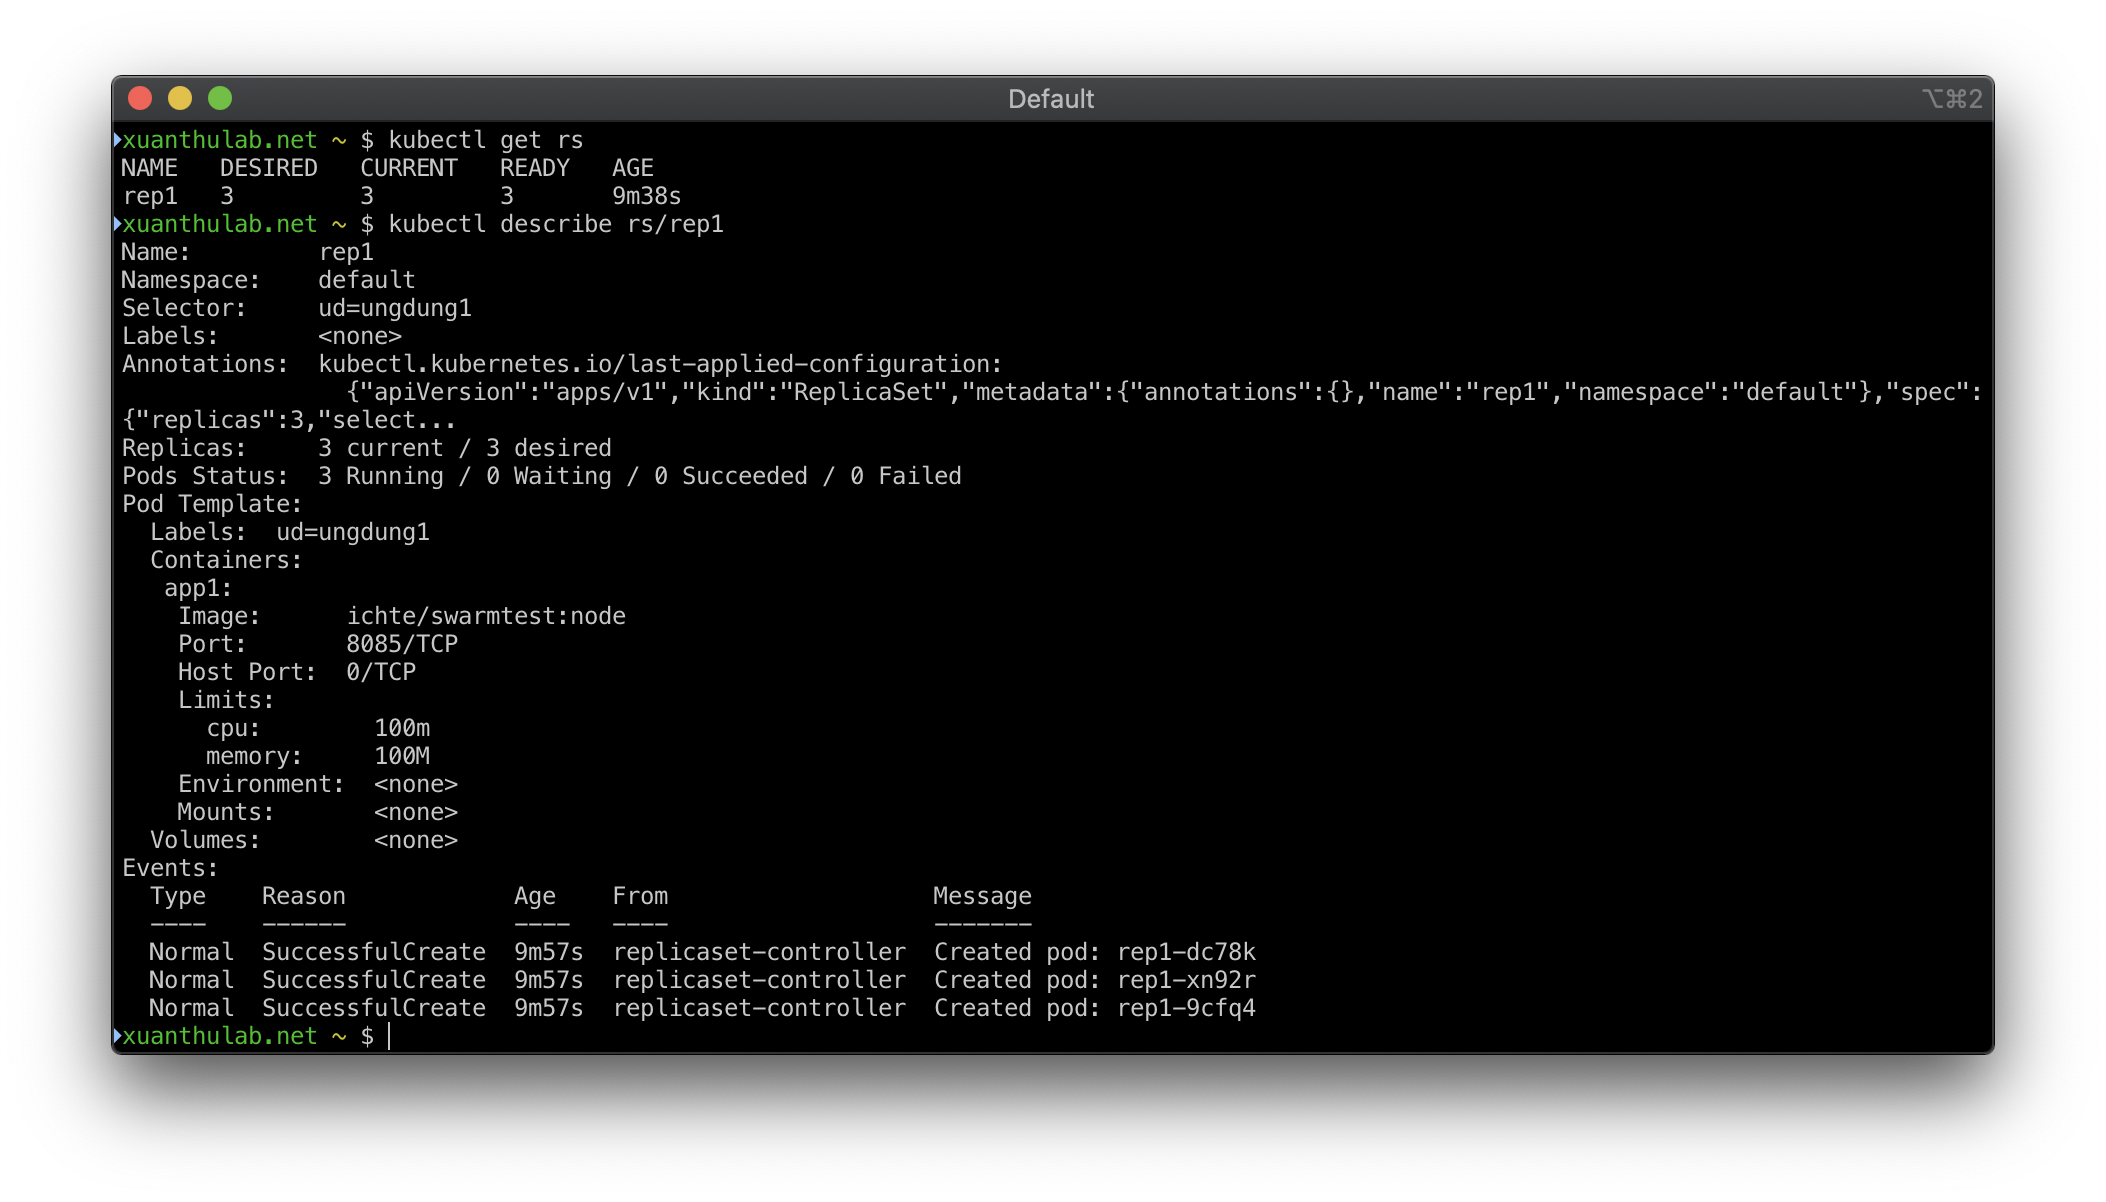 Default
⌥⌘2
xuanthulab.net ~ $ kubectl get rs
NAME   DESIRED   CURRENT   READY   AGE
rep1   3         3         3       9m38s
xuanthulab.net ~ $ kubectl describe rs/rep1
Name:         rep1
Namespace:    default
Selector:     ud=ungdung1
Labels:       <none>
Annotations:  kubectl.kubernetes.io/last-applied-configuration:
                {"apiVersion":"apps/v1","kind":"ReplicaSet","metadata":{"annotations":{},"name":"rep1","namespace":"default"},"spec":
{"replicas":3,"select...
Replicas:     3 current / 3 desired
Pods Status:  3 Running / 0 Waiting / 0 Succeeded / 0 Failed
Pod Template:
  Labels:  ud=ungdung1
  Containers:
   app1:
    Image:      ichte/swarmtest:node
    Port:       8085/TCP
    Host Port:  0/TCP
    Limits:
      cpu:        100m
      memory:     100M
    Environment:  <none>
    Mounts:       <none>
  Volumes:        <none>
Events:
  Type    Reason            Age   From                   Message
  ----    ------            ----  ----                   -------
  Normal  SuccessfulCreate  9m57s  replicaset-controller  Created pod: rep1-dc78k
  Normal  SuccessfulCreate  9m57s  replicaset-controller  Created pod: rep1-xn92r
  Normal  SuccessfulCreate  9m57s  replicaset-controller  Created pod: rep1-9cfq4
xuanthulab.net ~ $